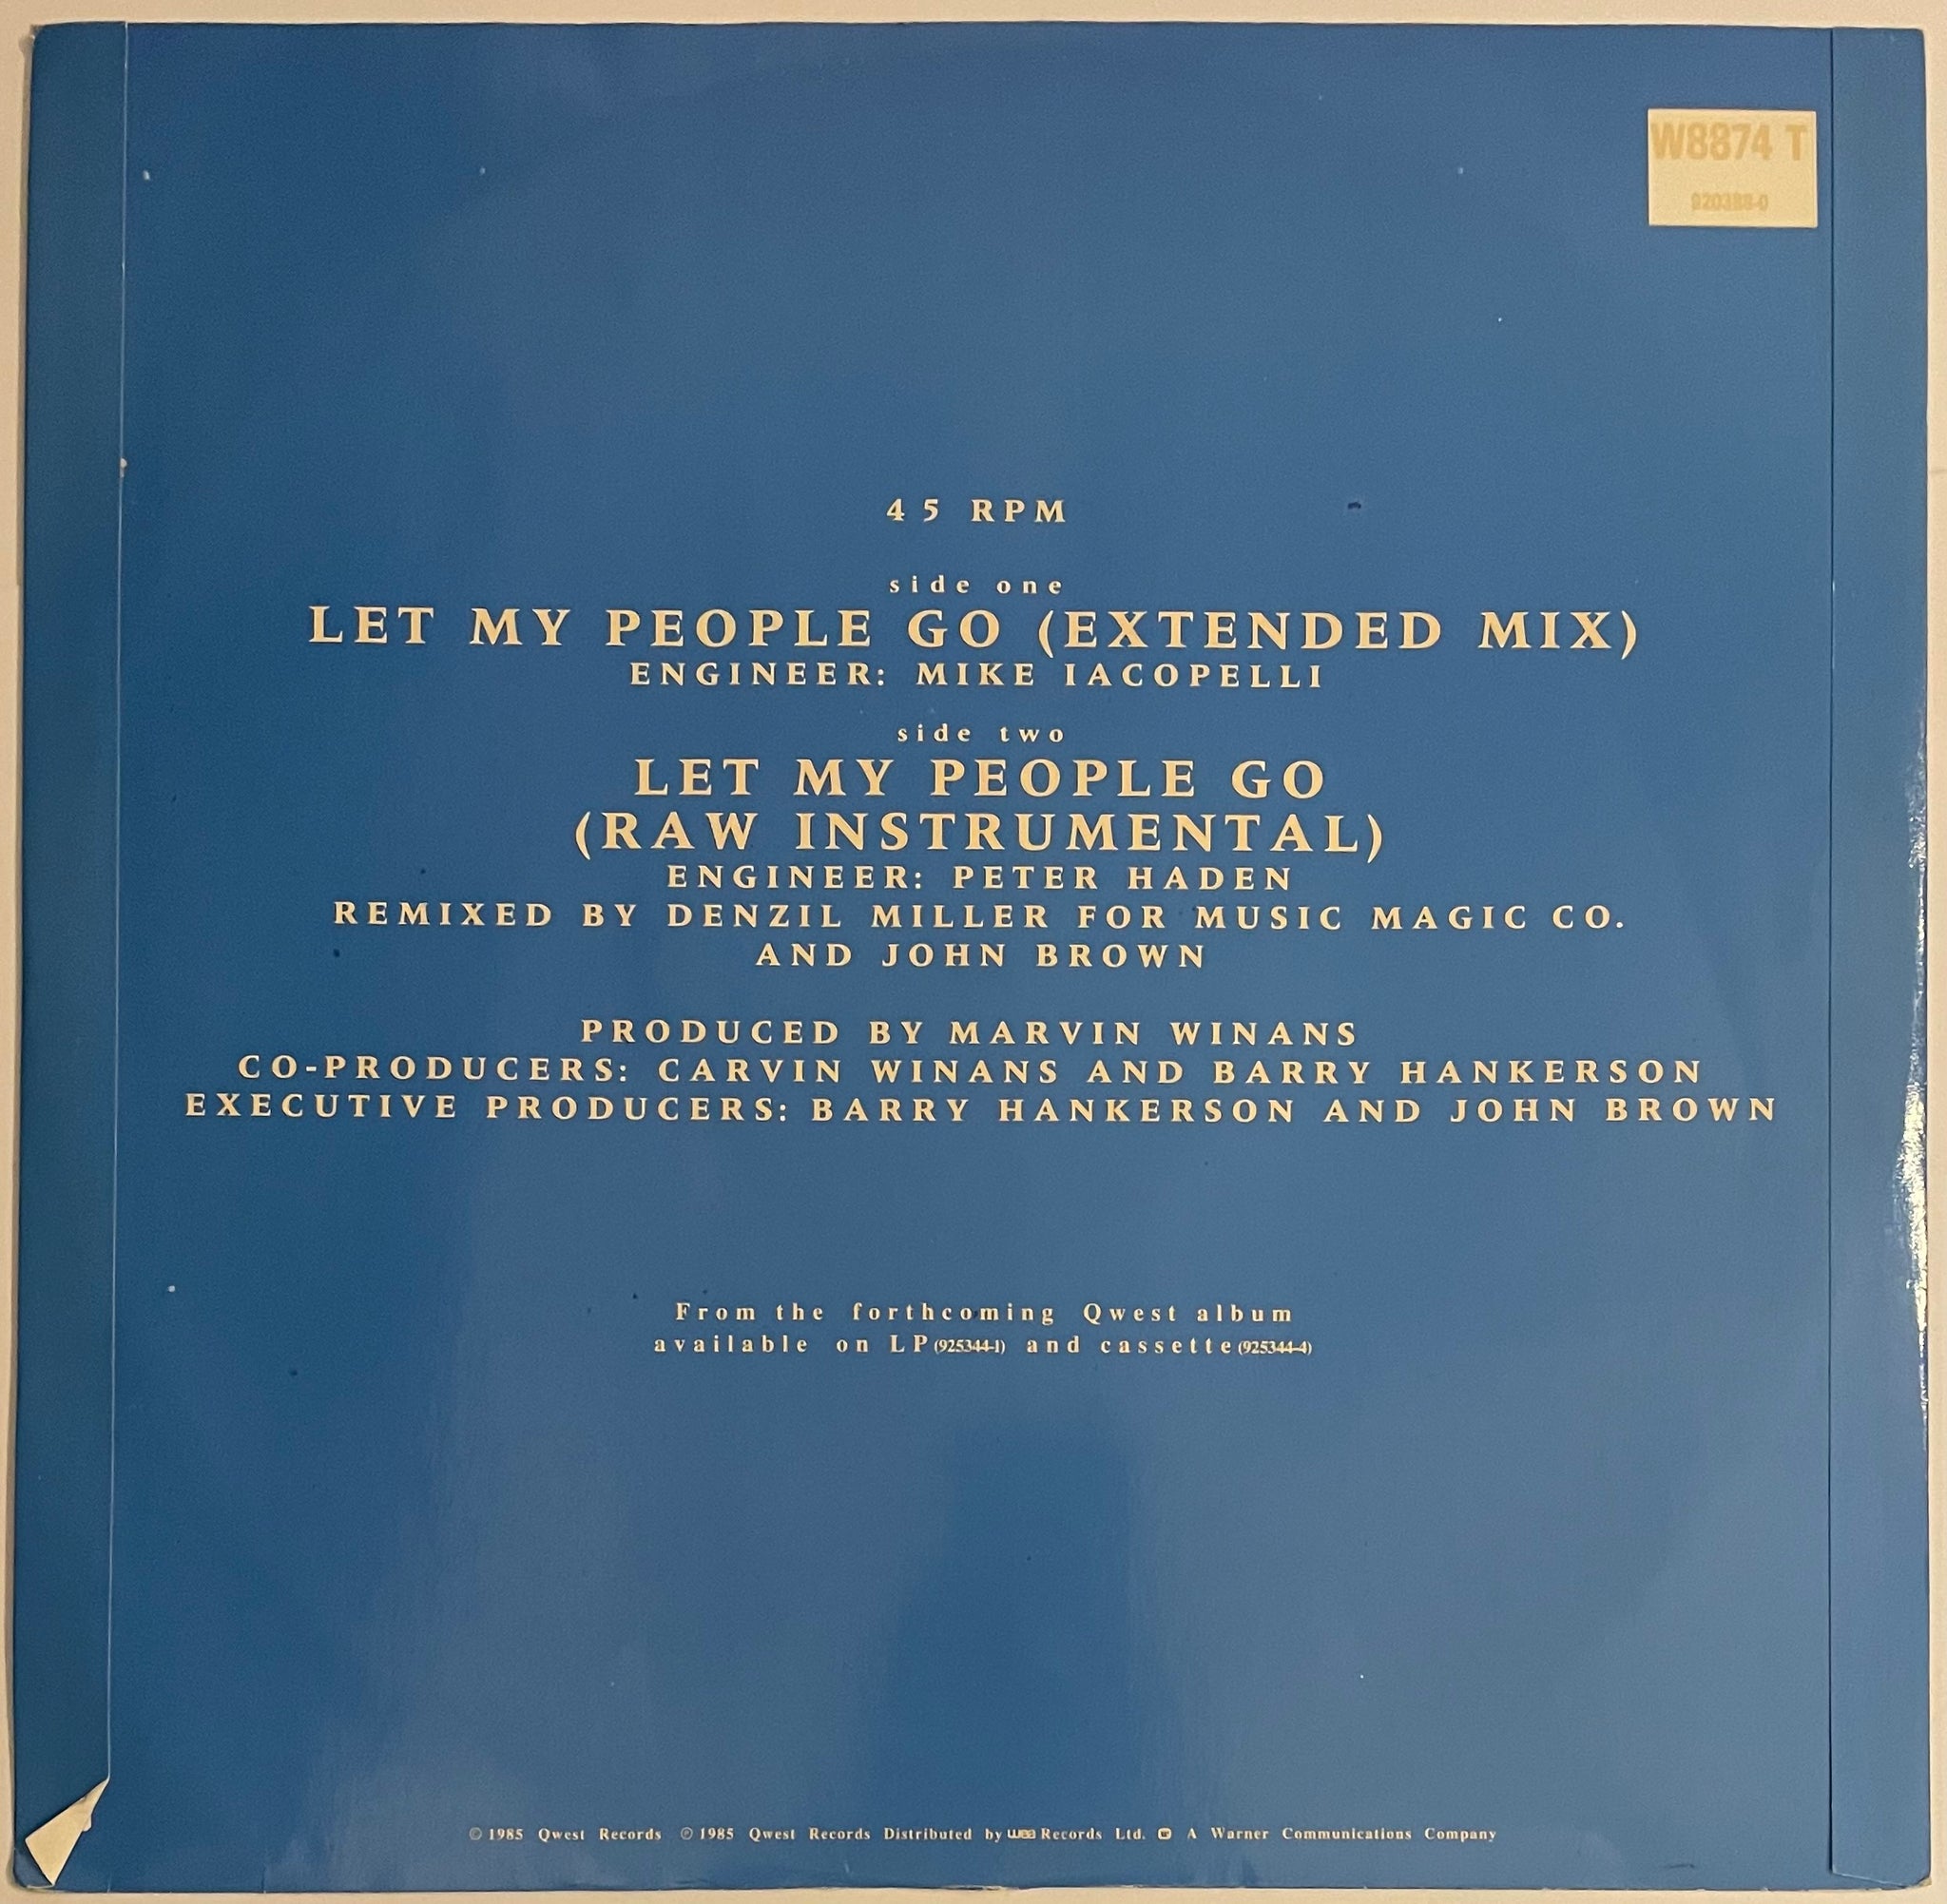 W8874 T
920388-0
45 RPM
side one
LET MY PEOPLE GO (EXTENDED MIX)
ENGINEER: MIKE IACOPELLI
side two
LET MY PEOPLE GO
(RAW INSTRUMENTAL)
ENGINEER: PETER HADEN
REMIXED BY DENZIL MILLER FOR MUSIC MAGIC CO.
AND JOHN BROWN
PRODUCED BY MARVIN WINANS
CO-PRODUCERS: CARVIN WINANS AND BARRY HANKERSON
EXECUTIVE PRODUCERS: BARRY HANKERSON AND JOHN BROWN
From the forthcoming Qwest album
available on LP (925344-1) and cassette (925344-4)
© 1985 Qwest Records ℗ 1985 Qwest Records Distributed by wea Records Ltd. A Warner Communications Company